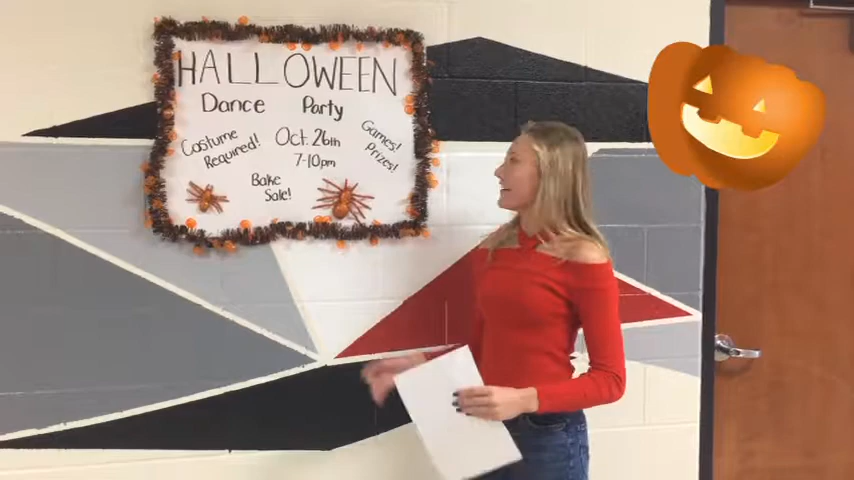 HALLOWEEN
Dance Party
Costume
Required!
Oct. 26th
7-10pm
Games!
Prizes!
Bake
Sale!